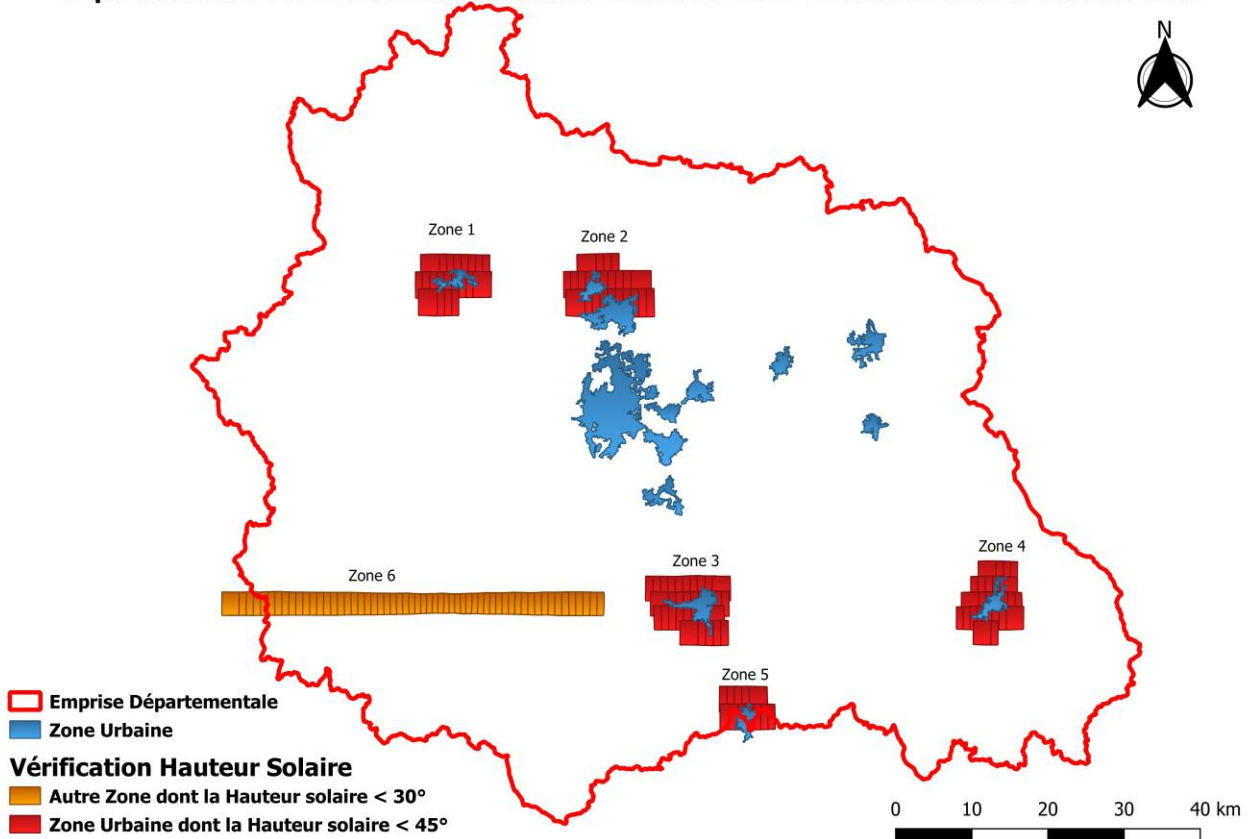 N
Zone 1
Zone 2
Zone 3
Zone 4
Zone 6
Zone 5
Emprise Départementale
Zone Urbaine
Vérification Hauteur Solaire
Autre Zone dont la Hauteur solaire < 30°
Zone Urbaine dont la Hauteur solaire < 45°
0 10 20 30 40 km